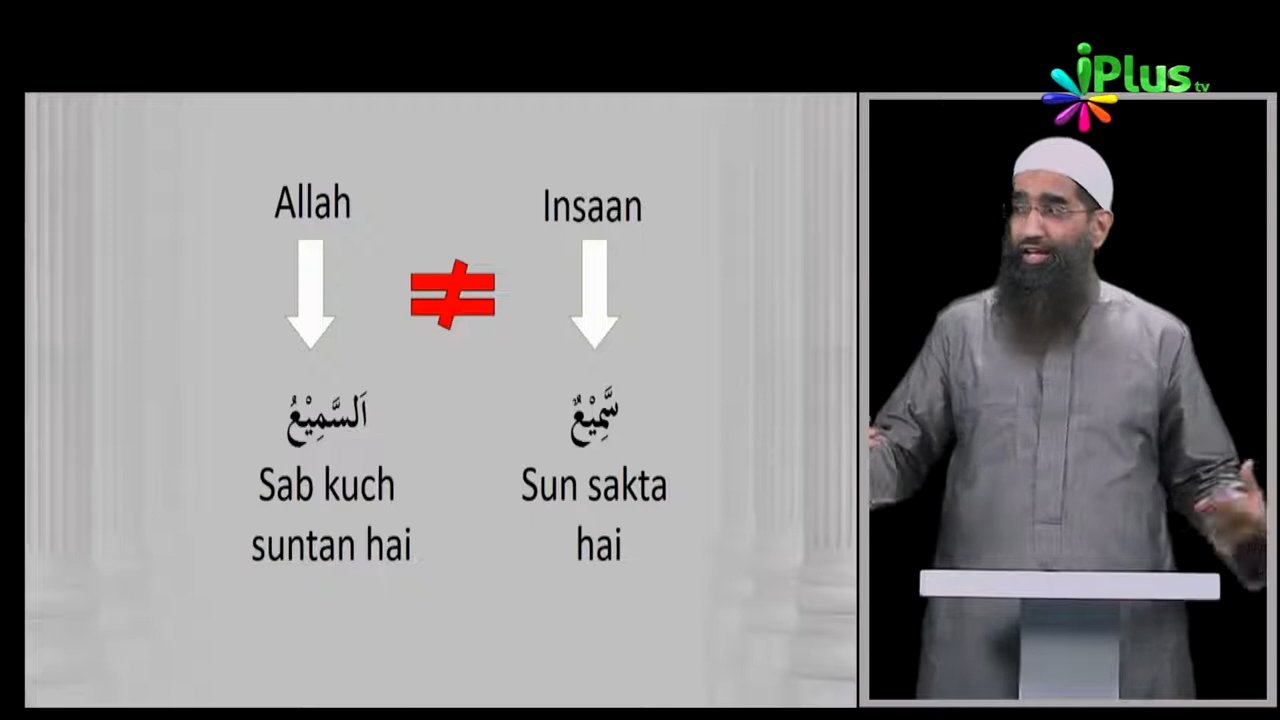 iPlus tv
Allah
Insaan
اَلسَّمِيْعُ
سَّمِيْعٌ
Sab kuch
suntan hai
Sun sakta
hai